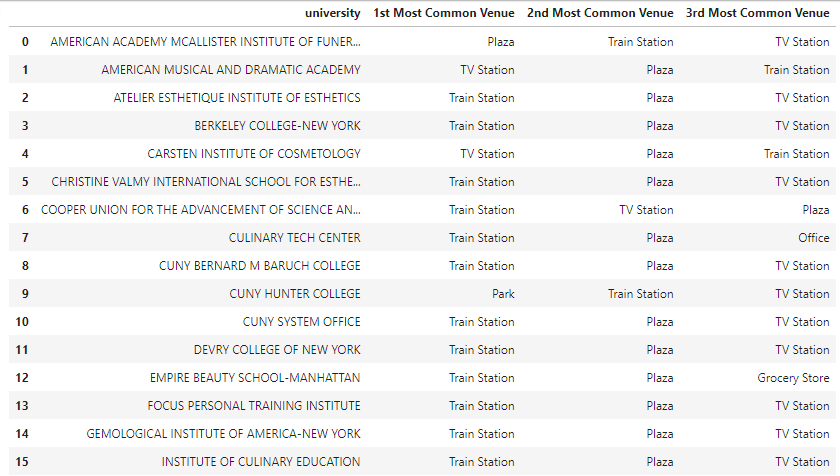 university 1st Most Common Venue 2nd Most Common Venue 3rd Most Common Venue
0 AMERICAN ACADEMY MCALLISTER INSTITUTE OF FUNER... Plaza Train Station TV Station
1 AMERICAN MUSICAL AND DRAMATIC ACADEMY TV Station Plaza Train Station
2 ATELIER ESTHETIQUE INSTITUTE OF ESTHETICS Train Station Plaza TV Station
3 BERKELEY COLLEGE-NEW YORK Train Station Plaza TV Station
4 CARSTEN INSTITUTE OF COSMETOLOGY TV Station Plaza Train Station
5 CHRISTINE VALMY INTERNATIONAL SCHOOL FOR ESTHE... Train Station Plaza TV Station
6 COOPER UNION FOR THE ADVANCEMENT OF SCIENCE AN... Train Station TV Station Plaza
7 CULINARY TECH CENTER Train Station Plaza Office
8 CUNY BERNARD M BARUCH COLLEGE Train Station Plaza TV Station
9 CUNY HUNTER COLLEGE Park Train Station TV Station
10 CUNY SYSTEM OFFICE Train Station Plaza TV Station
11 DEVRY COLLEGE OF NEW YORK Train Station Plaza TV Station
12 EMPIRE BEAUTY SCHOOL-MANHATTAN Train Station Plaza Grocery Store
13 FOCUS PERSONAL TRAINING INSTITUTE Train Station Plaza TV Station
14 GEMOLOGICAL INSTITUTE OF AMERICA-NEW YORK Train Station Plaza TV Station
15 INSTITUTE OF CULINARY EDUCATION Train Station Plaza TV Station